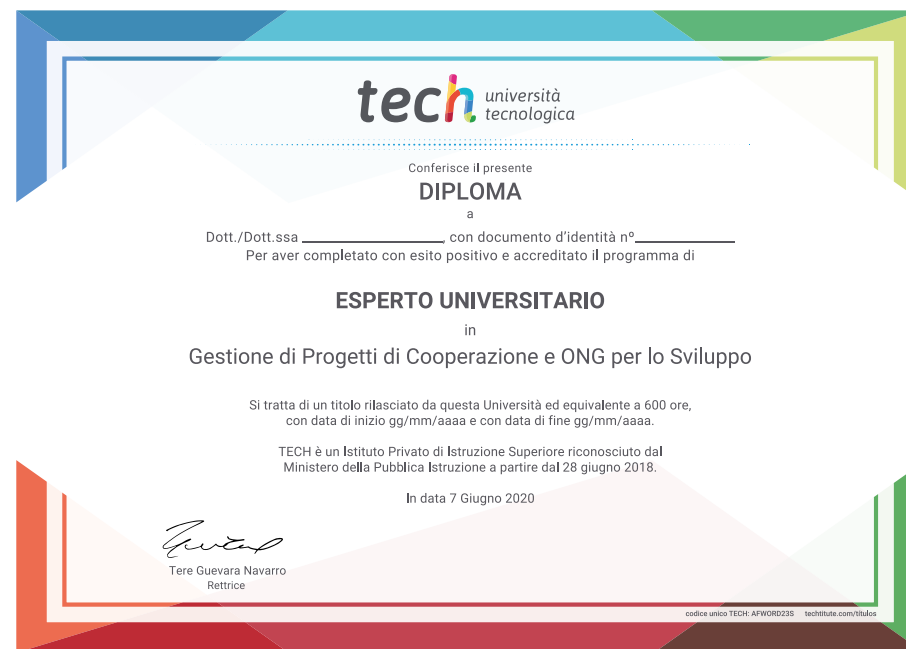 tech università
tecnologica
Conferisce il presente
DIPLOMA
a
Dott./Dott.ssa ____________________, con documento d'identità nº______________
Per aver completato con esito positivo e accreditato il programma di
ESPERTO UNIVERSITARIO
in
Gestione di Progetti di Cooperazione e ONG per lo Sviluppo
Si tratta di un titolo rilasciato da questa Università ed equivalente a 600 ore,
con data di inizio gg/mm/aaaa e con data di fine gg/mm/aaaa.
TECH è un Istituto Privato di Istruzione Superiore riconosciuto dal
Ministero della Pubblica Istruzione a partire dal 28 giugno 2018.
In data 7 Giugno 2020
Tere Guevara Navarro
Rettrice
codice unico TECH: AFWORD23S techtitute.com/títulos